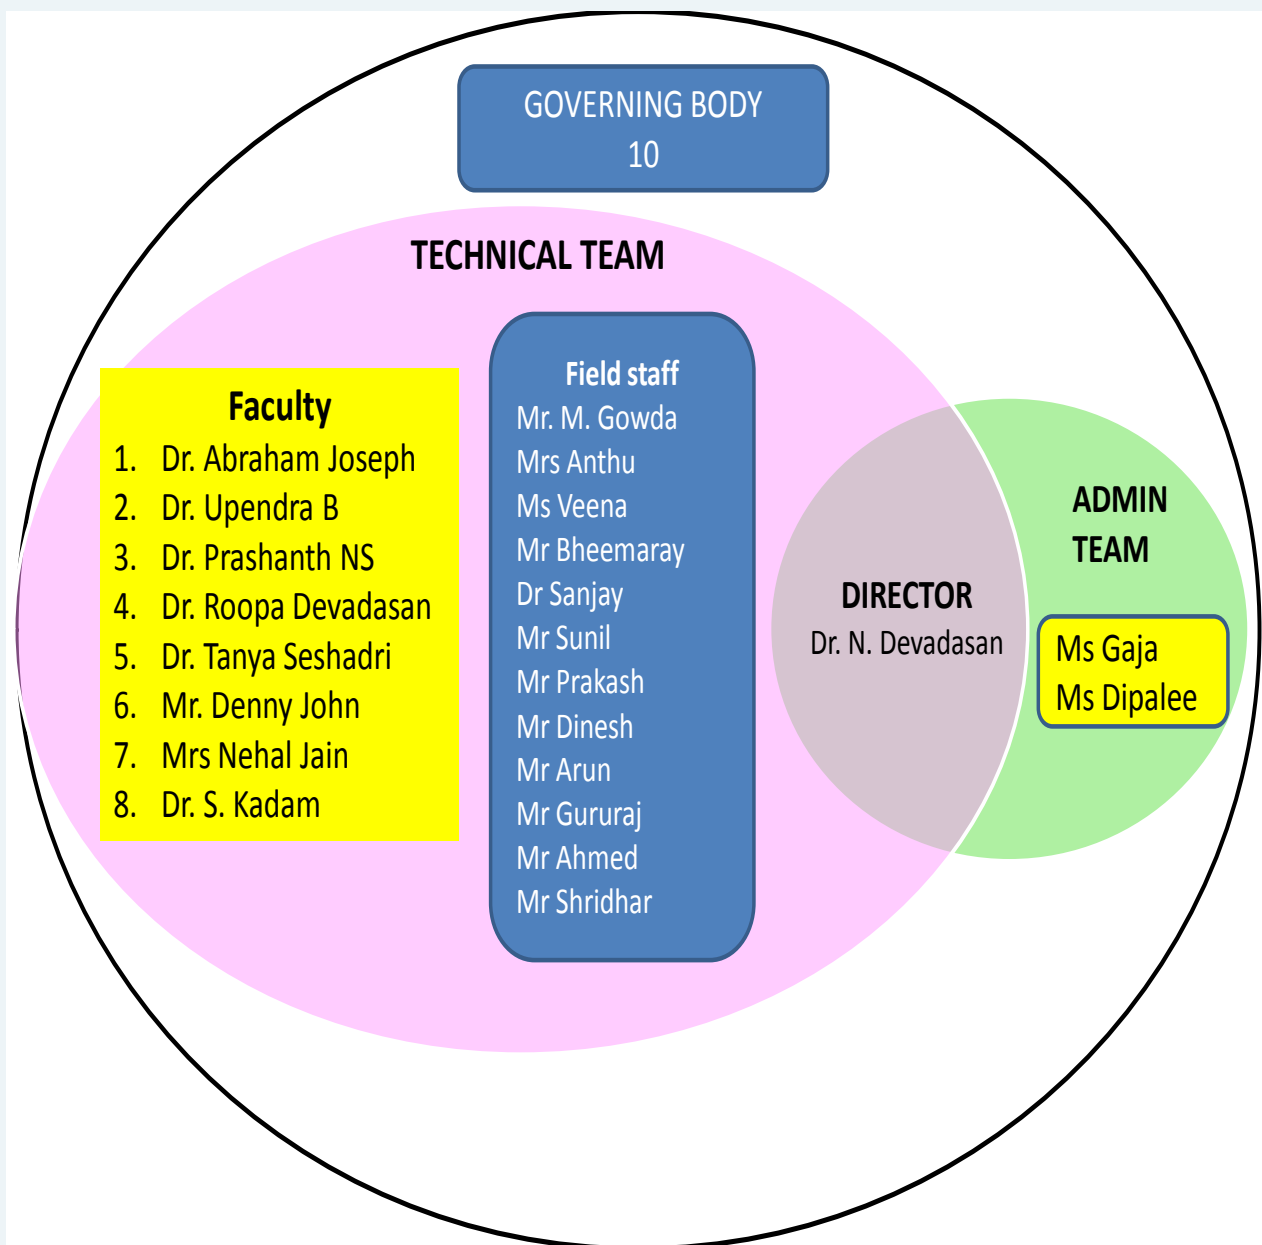 GOVERNING BODY
10
TECHNICAL TEAM
Faculty
1. Dr. Abraham Joseph
2. Dr. Upendra B
3. Dr. Prashanth NS
4. Dr. Roopa Devadasan
5. Dr. Tanya Seshadri
6. Mr. Denny John
7. Mrs Nehal Jain
8. Dr. S. Kadam
Field staff
Mr. M. Gowda
Mrs Anthu
Ms Veena
Mr Bheemaray
Dr Sanjay
Mr Sunil
Mr Prakash
Mr Dinesh
Mr Arun
Mr Gururaj
Mr Ahmed
Mr Shridhar
DIRECTOR
Dr. N. Devadasan
ADMIN
TEAM
Ms Gaja
Ms Dipalee